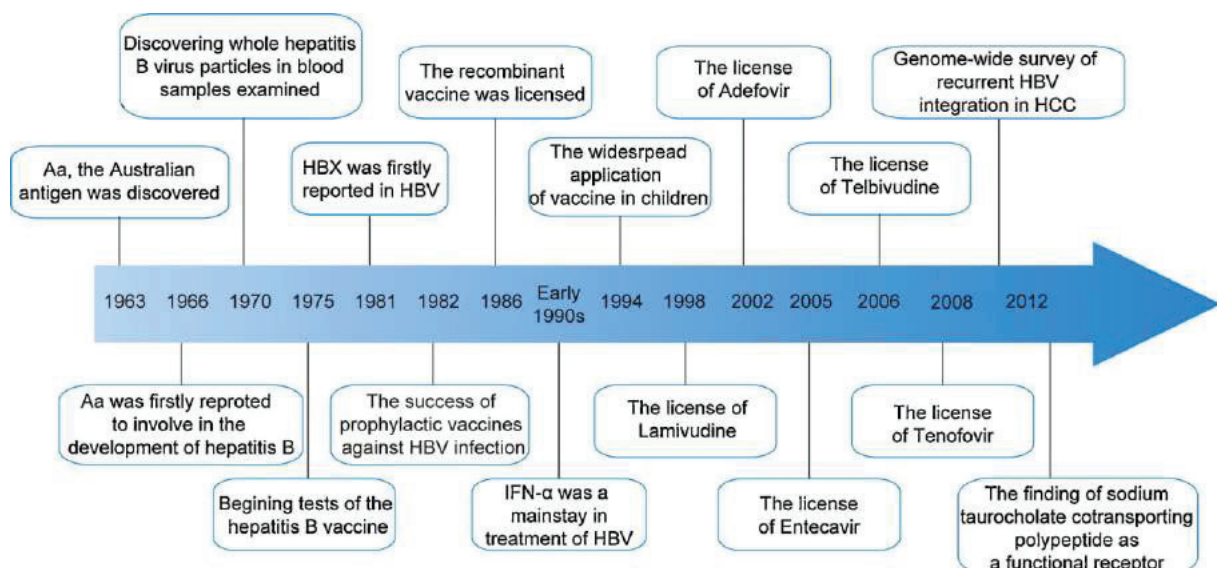 Discovering whole hepatitis
B virus particles in blood
samples examined
The recombinant
vaccine was licensed
The license
of Adefovir
Genome-wide survey of
recurrent HBV
integration in HCC
Aa, the Australian
antigen was discovered
HBX was firstly
reported in HBV
The widesrpead
application
of vaccine in children
The license
of Telbivudine
1963 1966 1970 1975 1981 1982 1986 Early 1990s 1994 1998 2002 2005 2006 2008 2012
Aa was firstly reproted
to involve in the
development of hepatitis B
The success of
prophylactic vaccines
against HBV infection
The license of
Lamivudine
The license
of Tenofovir
Begining tests of the
hepatitis B vaccine
IFN-α was a
mainstay in
treatment of HBV
The license
of Entecavir
The finding of sodium
taurocholate cotransporting
polypeptide as
a functional receptor